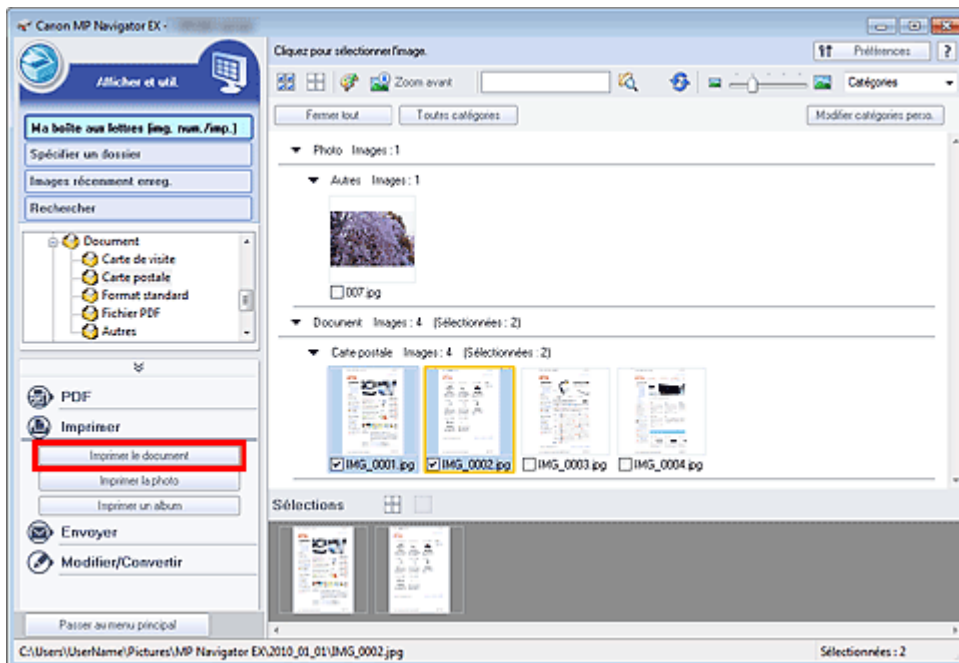 Canon MP Navigator EX -
Cliquez pour sélectionner l'image.
Préférences
?
Afficher et util.
Zoom avant
Catégories
Ma boîte aux lettres [img. num./imp.]
Fermer tout
Toutes catégories
Modifier catégories perso.
Spécifier un dossier
Photo Images : 1
Images récemment enreg.
Autres Images : 1
Rechercher
Document
Carte de visite
Carte postale
Format standard
Fichier PDF
Autres
007.jpg
Document Images : 4 (Sélectionnées : 2)
Carte postale Images : 4 (Sélectionnées : 2)
PDF
Imprimer
Imprimer le document
IMG_0001.jpg
IMG_0002.jpg
IMG_0003.jpg
IMG_0004.jpg
Imprimer la photo
Imprimer un album
Sélections
Envoyer
Modifier/Convertir
Passer au menu principal
C:\Users\UserName\Pictures\MP Navigator EX\2010_01_01\IMG_0002.jpg
Sélectionnées : 2